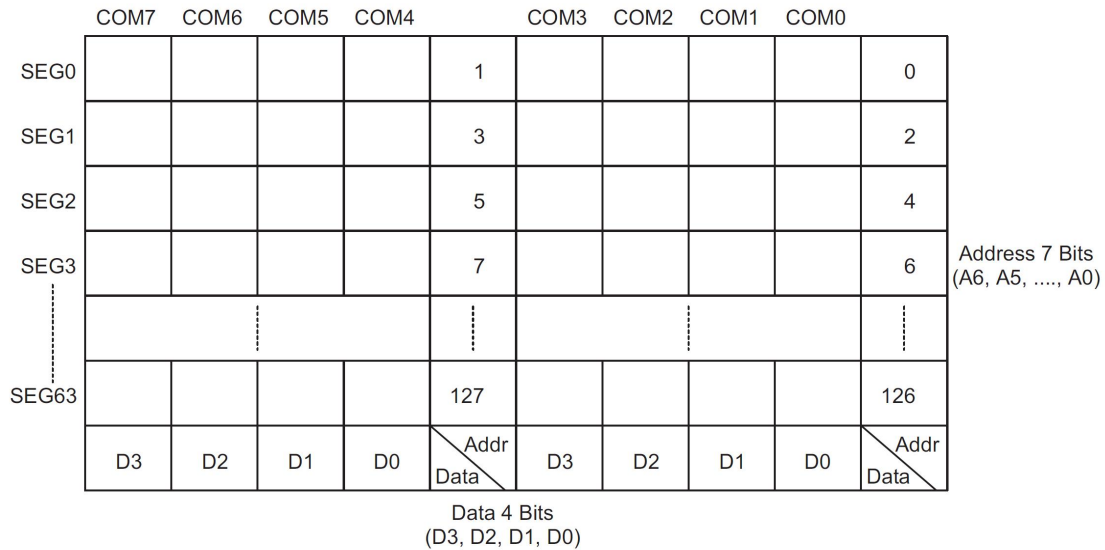 COM7 COM6 COM5 COM4 COM3 COM2 COM1 COM0
SEG0 1 0
SEG1 3 2
SEG2 5 4
SEG3 7 6
Address 7 Bits
(A6, A5, ...., A0)
SEG63 127 126
D3 D2 D1 D0 Addr Data D3 D2 D1 D0 Addr Data
Data 4 Bits
(D3, D2, D1, D0)